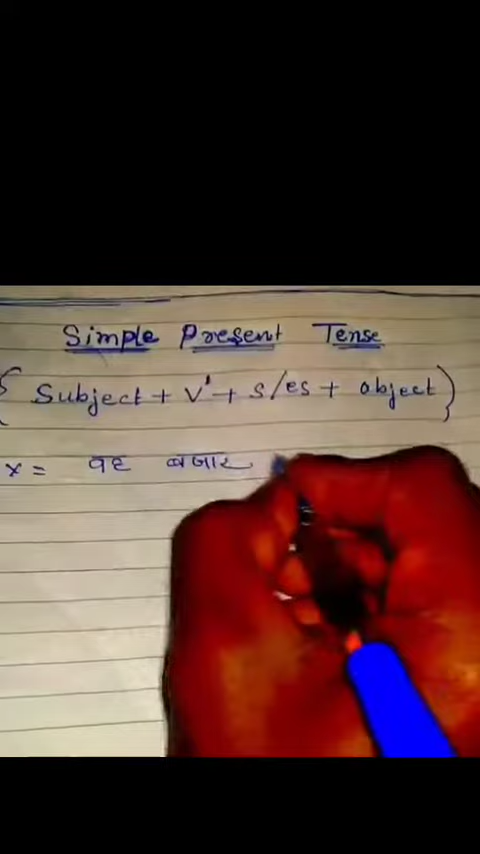 Simple Present Tense
{ Subject + V¹ + s/es + object }
x = वह बजार